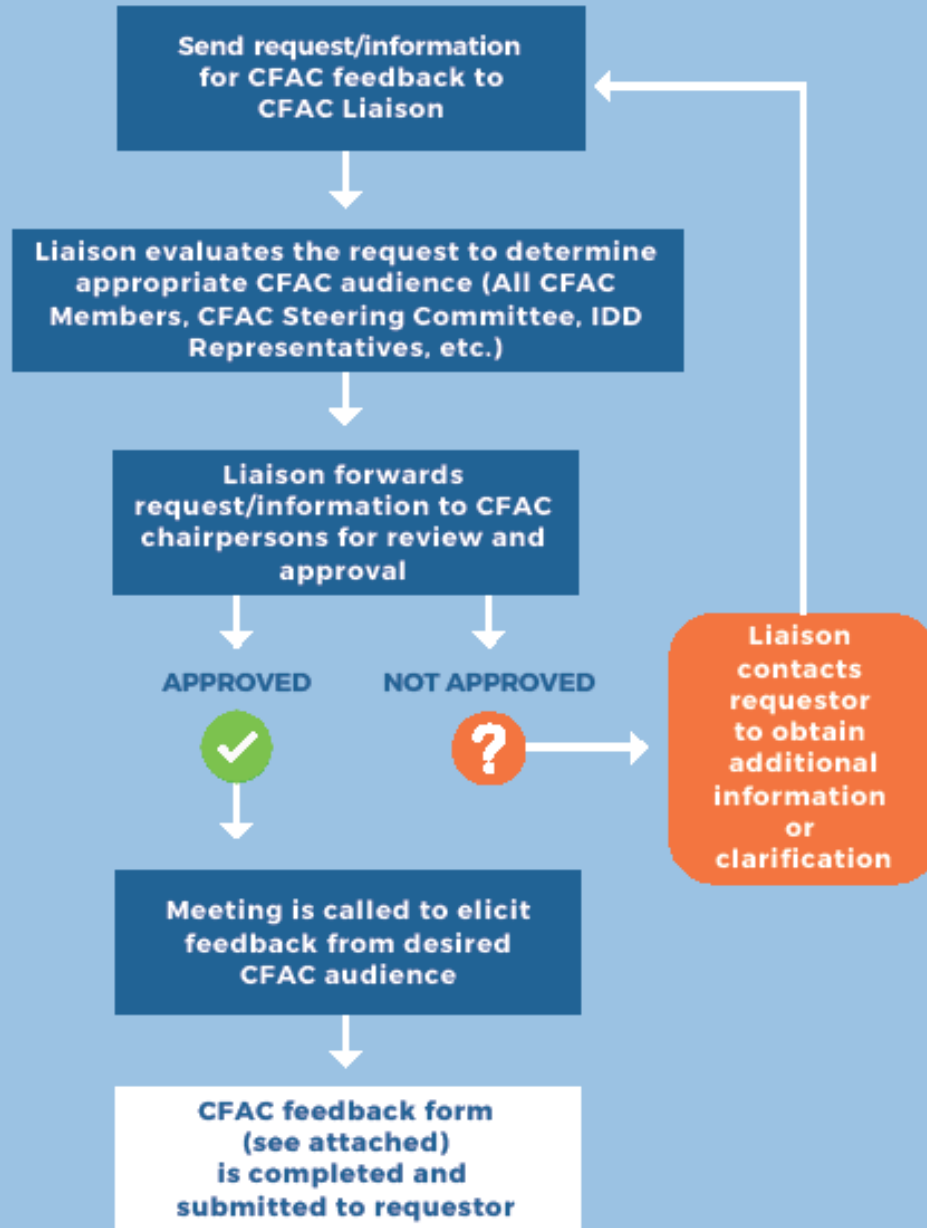 Send request/information
for CFAC feedback to
CFAC Liaison
Liaison evaluates the request to determine
appropriate CFAC audience (All CFAC
Members, CFAC Steering Committee, IDD
Representatives, etc.)
Liaison forwards
request/information to CFAC
chairpersons for review and
approval
APPROVED
NOT APPROVED
?
Liaison
contacts
requestor
to obtain
additional
information
or
clarification
Meeting is called to elicit
feedback from desired
CFAC audience
CFAC feedback form
(see attached)
is completed and
submitted to requestor